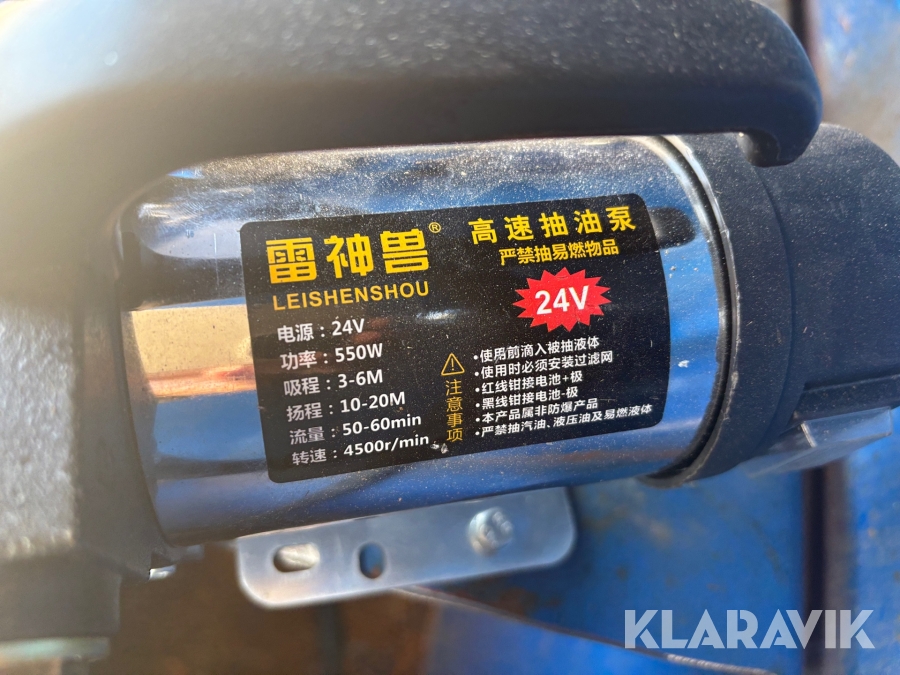 雷神兽®
LEISHENSHOU
电源：24V
功率：550W
吸程：3-6M
扬程：10-20M
流量：50-60min
转速：4500r/min
高速抽油泵
严禁抽易燃物品
24V
⚠注意事项
•使用前滴入被抽液体
•使用时必须安装过滤网
•红线钳接电池+极
•黑线钳接电池-极
•本产品属非防爆产品
•严禁抽汽油、液压油及易燃液体
KLARAVIK